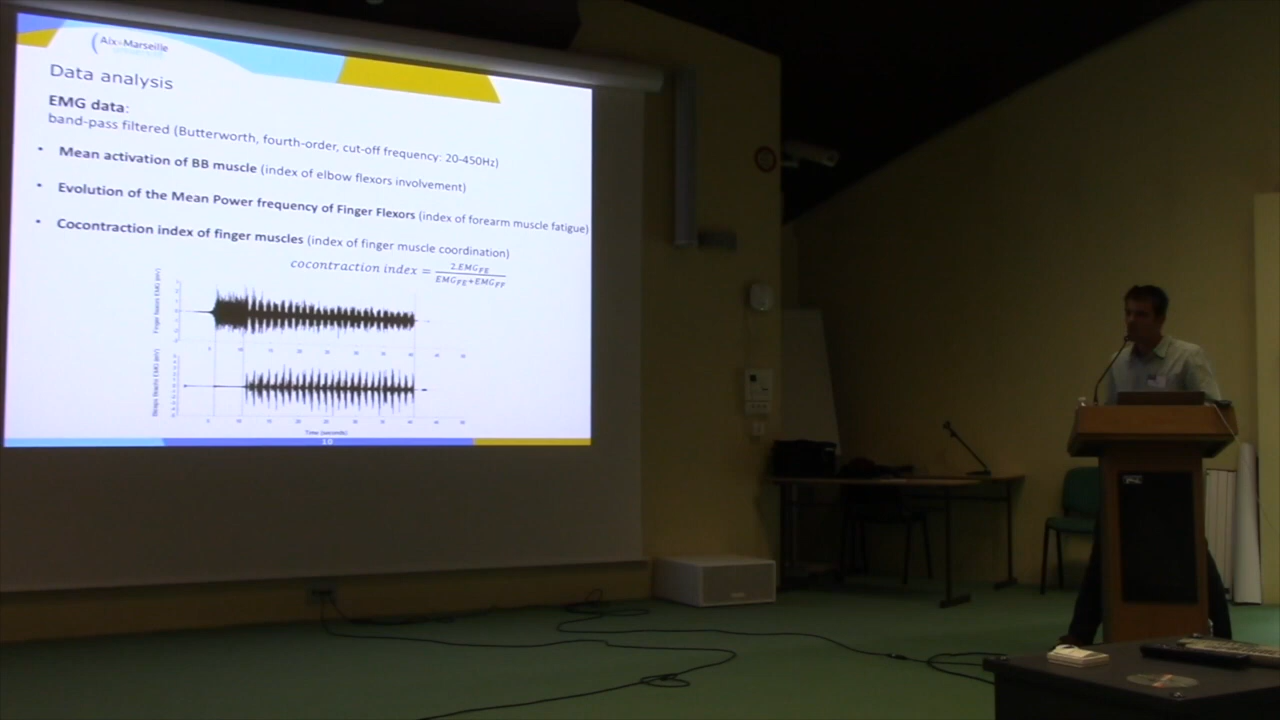 Aix-Marseille
Data analysis
EMG data:
band-pass filtered (Butterworth, fourth-order, cut-off frequency: 20-450Hz)
• Mean activation of BB muscle (index of elbow flexors involvement)
• Evolution of the Mean Power frequency of Finger Flexors (index of forearm muscle fatigue)
• Cocontraction index of finger muscles (index of finger muscle coordination)
cocontraction index = 2.EMG_FE / EMG_FE+EMG_FF
Time (seconds)
10